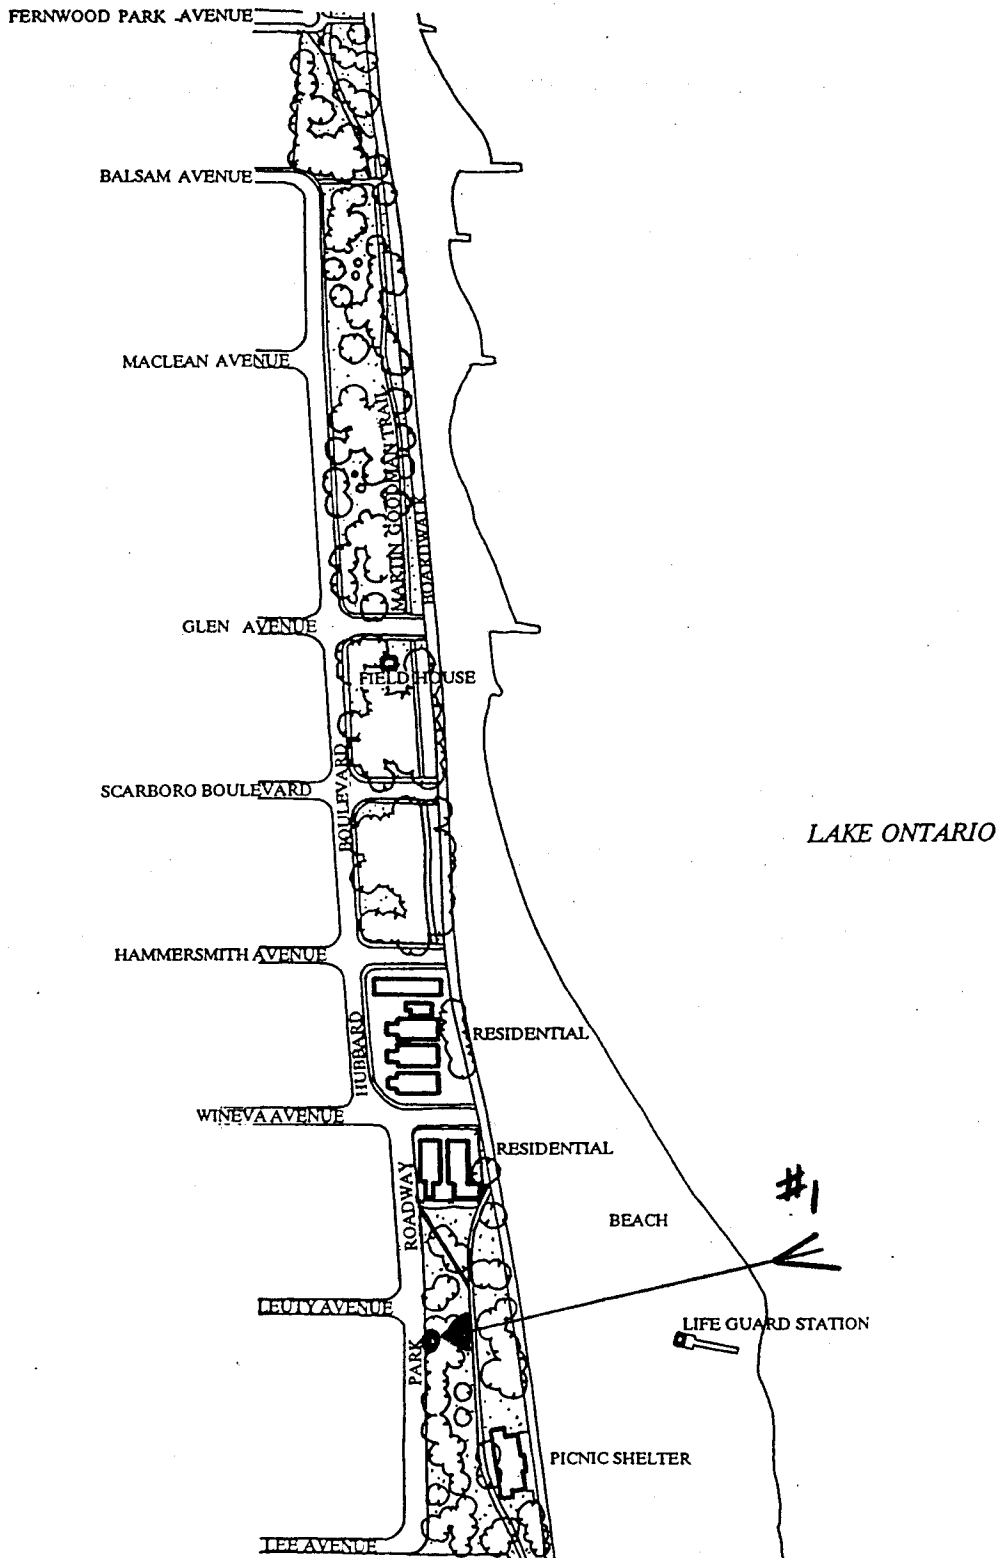 FERNWOOD PARK AVENUE
BALSAM AVENUE
MACLEAN AVENUE
MARTIN GOODMAN TRAIL
BOARDWALK
GLEN AVENUE
FIELD HOUSE
SCARBORO BOULEVARD
BOULEVARD
LAKE ONTARIO
HAMMERSMITH AVENUE
HUBBARD
RESIDENTIAL
WINEVA AVENUE
RESIDENTIAL
#1
ROADWAY
BEACH
LEUTY AVENUE
LIFE GUARD STATION
PARK
PICNIC SHELTER
LEE AVENUE